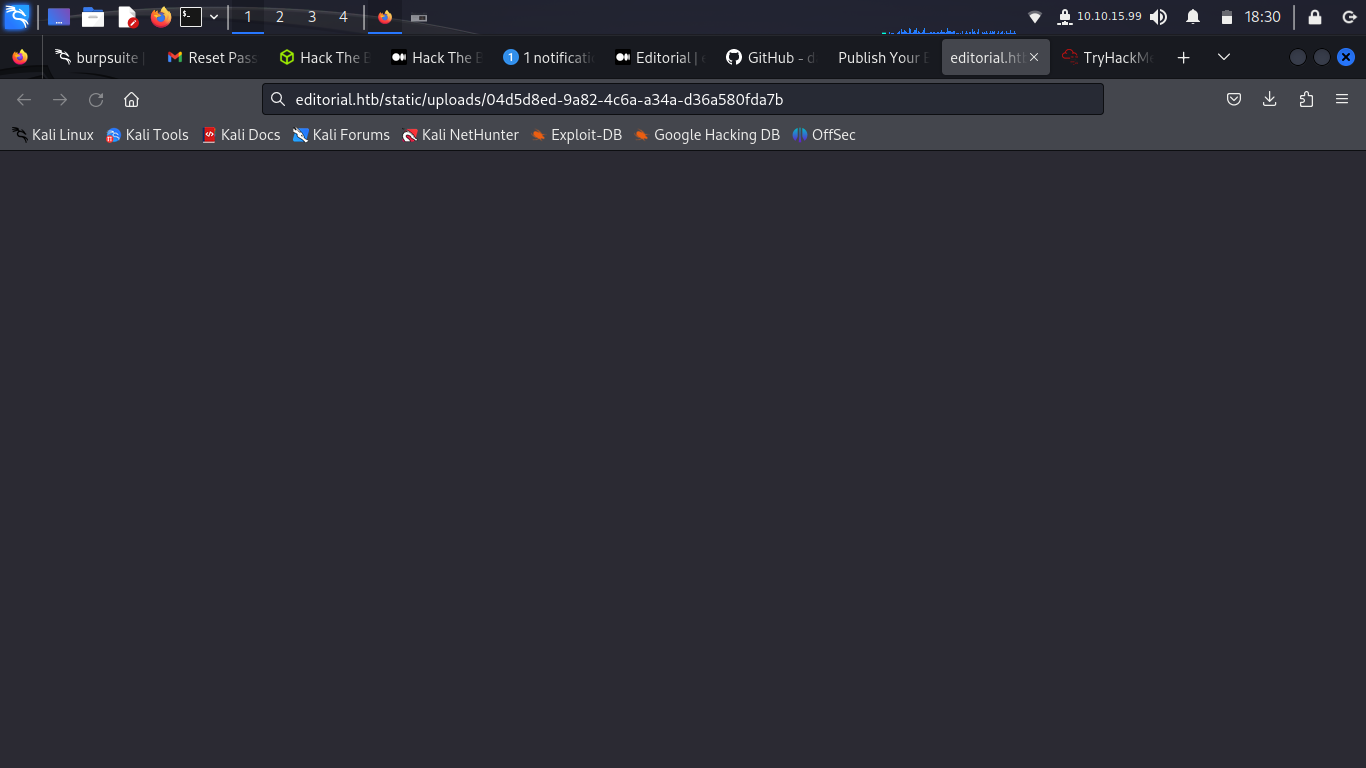 1 2 3 4 10.10.15.99 18:30
burpsuite | Reset Pass Hack The B Hack The B 1 notificati Editorial | e GitHub - d Publish Your B editorial.ht TryHackMe
editorial.htb/static/uploads/04d5d8ed-9a82-4c6a-a34a-d36a580fda7b
Kali Linux Kali Tools Kali Docs Kali Forums Kali NetHunter Exploit-DB Google Hacking DB OffSec